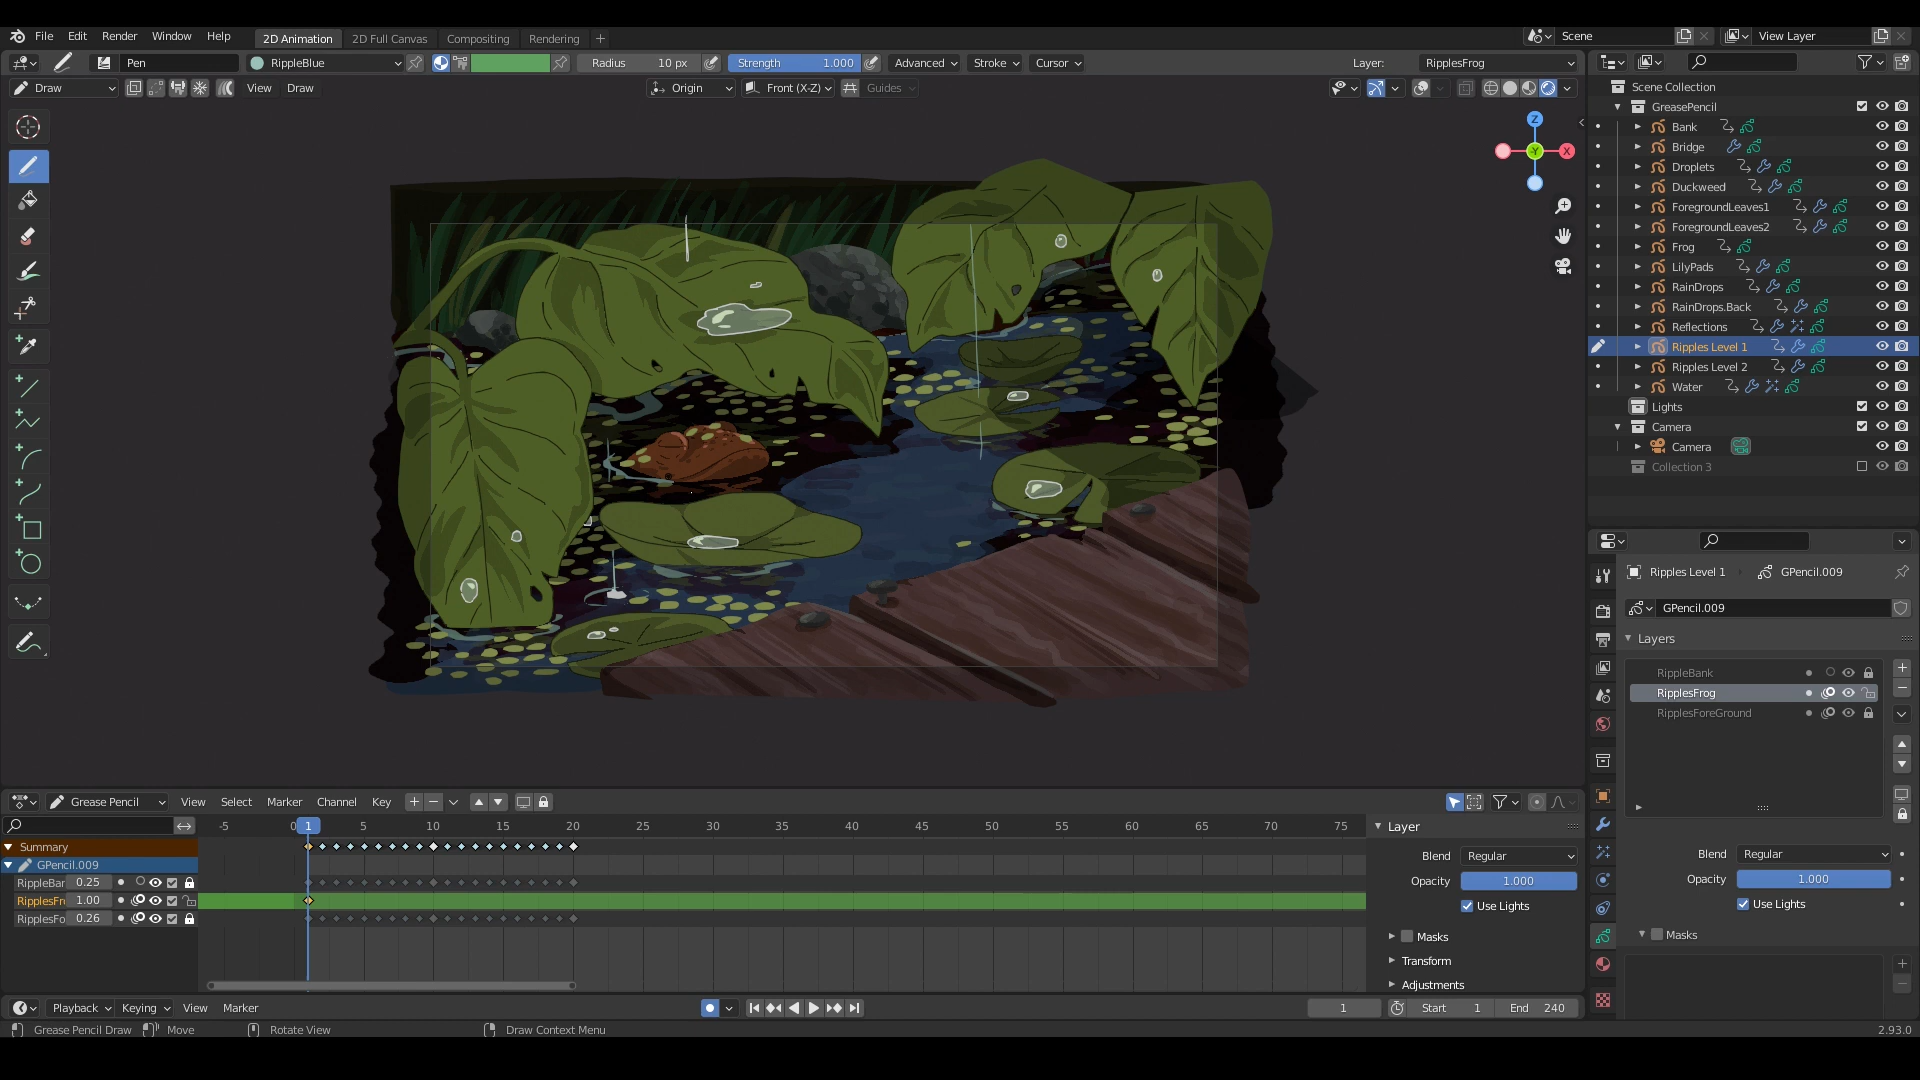 File Edit Render Window Help 2D Animation 2D Full Canvas Compositing Rendering + Scene View Layer
Pen RippleBlue Radius 10 px Strength 1.000 Advanced Stroke Cursor Layer: RipplesFrog
Draw View Draw Origin Front (X-Z) Guides
Scene Collection
GreasePencil
Bank
Bridge
Droplets
Duckweed
ForegroundLeaves1
ForegroundLeaves2
Frog
LilyPads
RainDrops
RainDrops.Back
Reflections
Ripples Level 1
Ripples Level 2
Water
Lights
Camera
Camera
Collection 3
Z
-Y X
Ripples Level 1 GPencil.009
GPencil.009
Layers
RippleBank
RipplesFrog
RipplesForeGround
Blend Regular
Opacity 1.000
Use Lights
Masks
Grease Pencil View Select Marker Channel Key
-5 0 1 5 10 15 20 25 30 35 40 45 50 55 60 65 70 75
Summary
GPencil.009
RippleBar 0.25
RipplesFr 1.00
RipplesFo 0.26
Layer
Blend Regular
Opacity 1.000
Use Lights
Masks
Transform
Adjustments
Playback Keying View Marker 1 Start 1 End 240
Grease Pencil Draw Move Rotate View Draw Context Menu 2.93.0